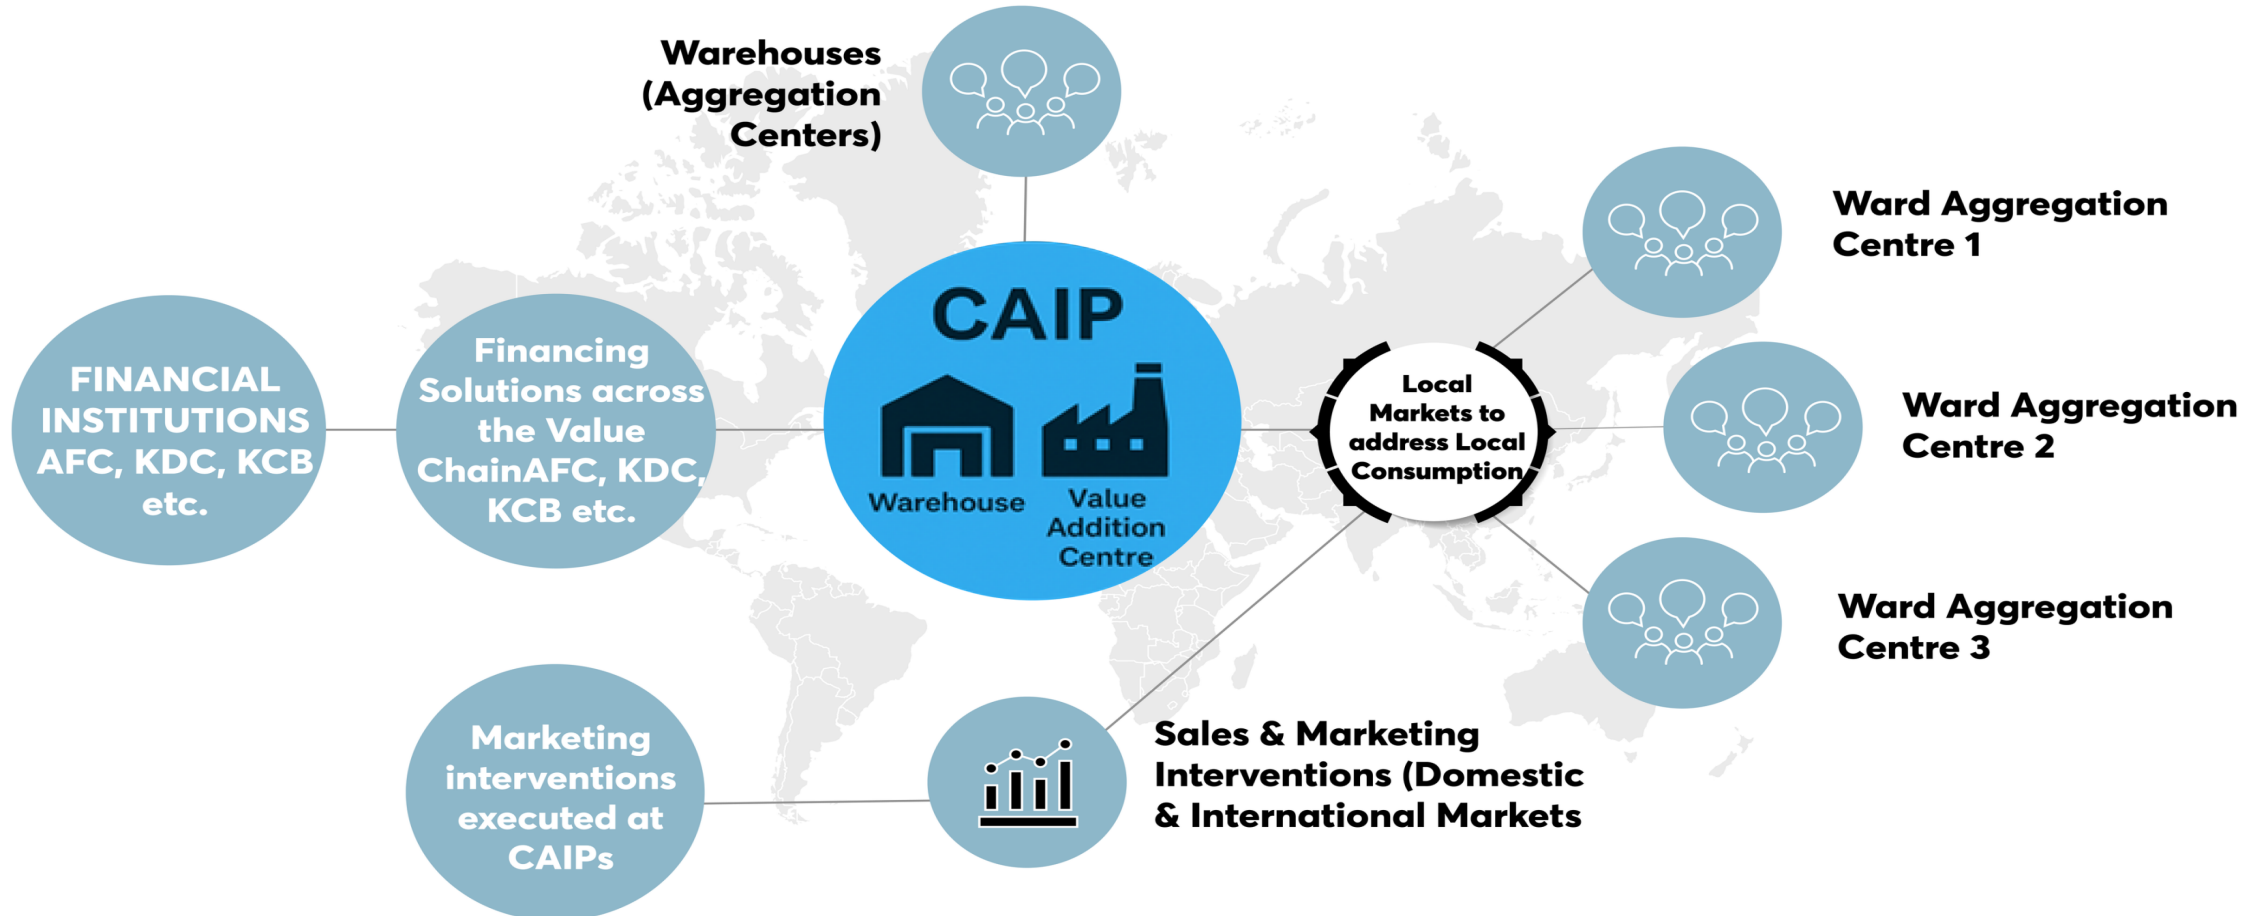 Warehouses
(Aggregation
Centers)
Ward Aggregation
Centre 1
CAIP
Warehouse
Value
Addition
Centre
FINANCIAL
INSTITUTIONS
AFC, KDC, KCB
etc.
Financing
Solutions across
the Value
ChainAFC, KDC,
KCB etc.
Local
Markets to
address Local
Consumption
Ward Aggregation
Centre 2
Ward Aggregation
Centre 3
Marketing
interventions
executed at
CAIPs
Sales & Marketing
Interventions (Domestic
& International Markets